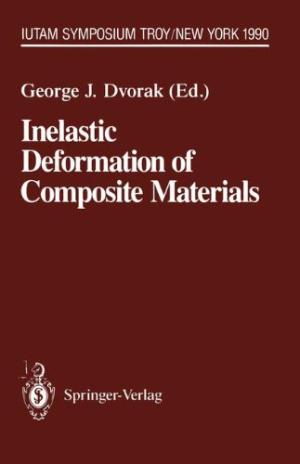 IUTAM SYMPOSIUM TROY/NEW YORK 1990
George J. Dvorak (Ed.)
Inelastic
Deformation of
Composite Materials
Springer-Verlag